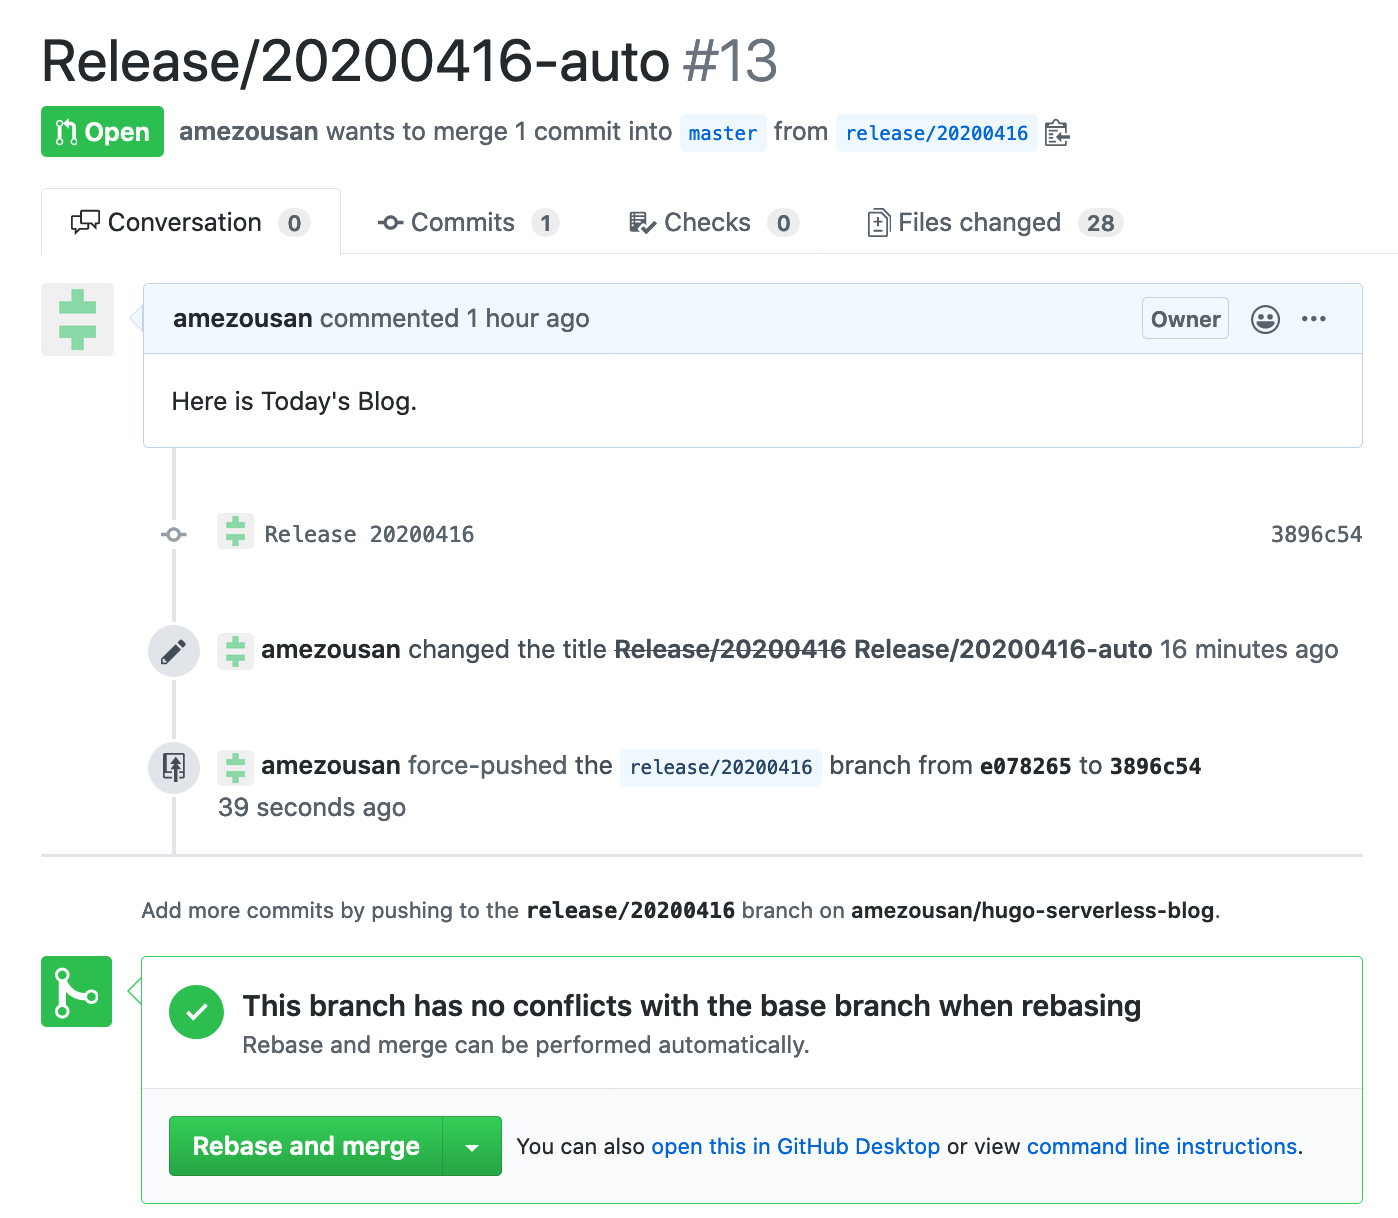 Release/20200416-auto #13
Open amezousan wants to merge 1 commit into master from release/20200416
Conversation 0 Commits 1 Checks 0 Files changed 28
amezousan commented 1 hour ago Owner
Here is Today's Blog.
Release 20200416 3896c54
amezousan changed the title Release/20200416 Release/20200416-auto 16 minutes ago
amezousan force-pushed the release/20200416 branch from e078265 to 3896c54
39 seconds ago
Add more commits by pushing to the release/20200416 branch on amezousan/hugo-serverless-blog.
This branch has no conflicts with the base branch when rebasing
Rebase and merge can be performed automatically.
Rebase and merge You can also open this in GitHub Desktop or view command line instructions.